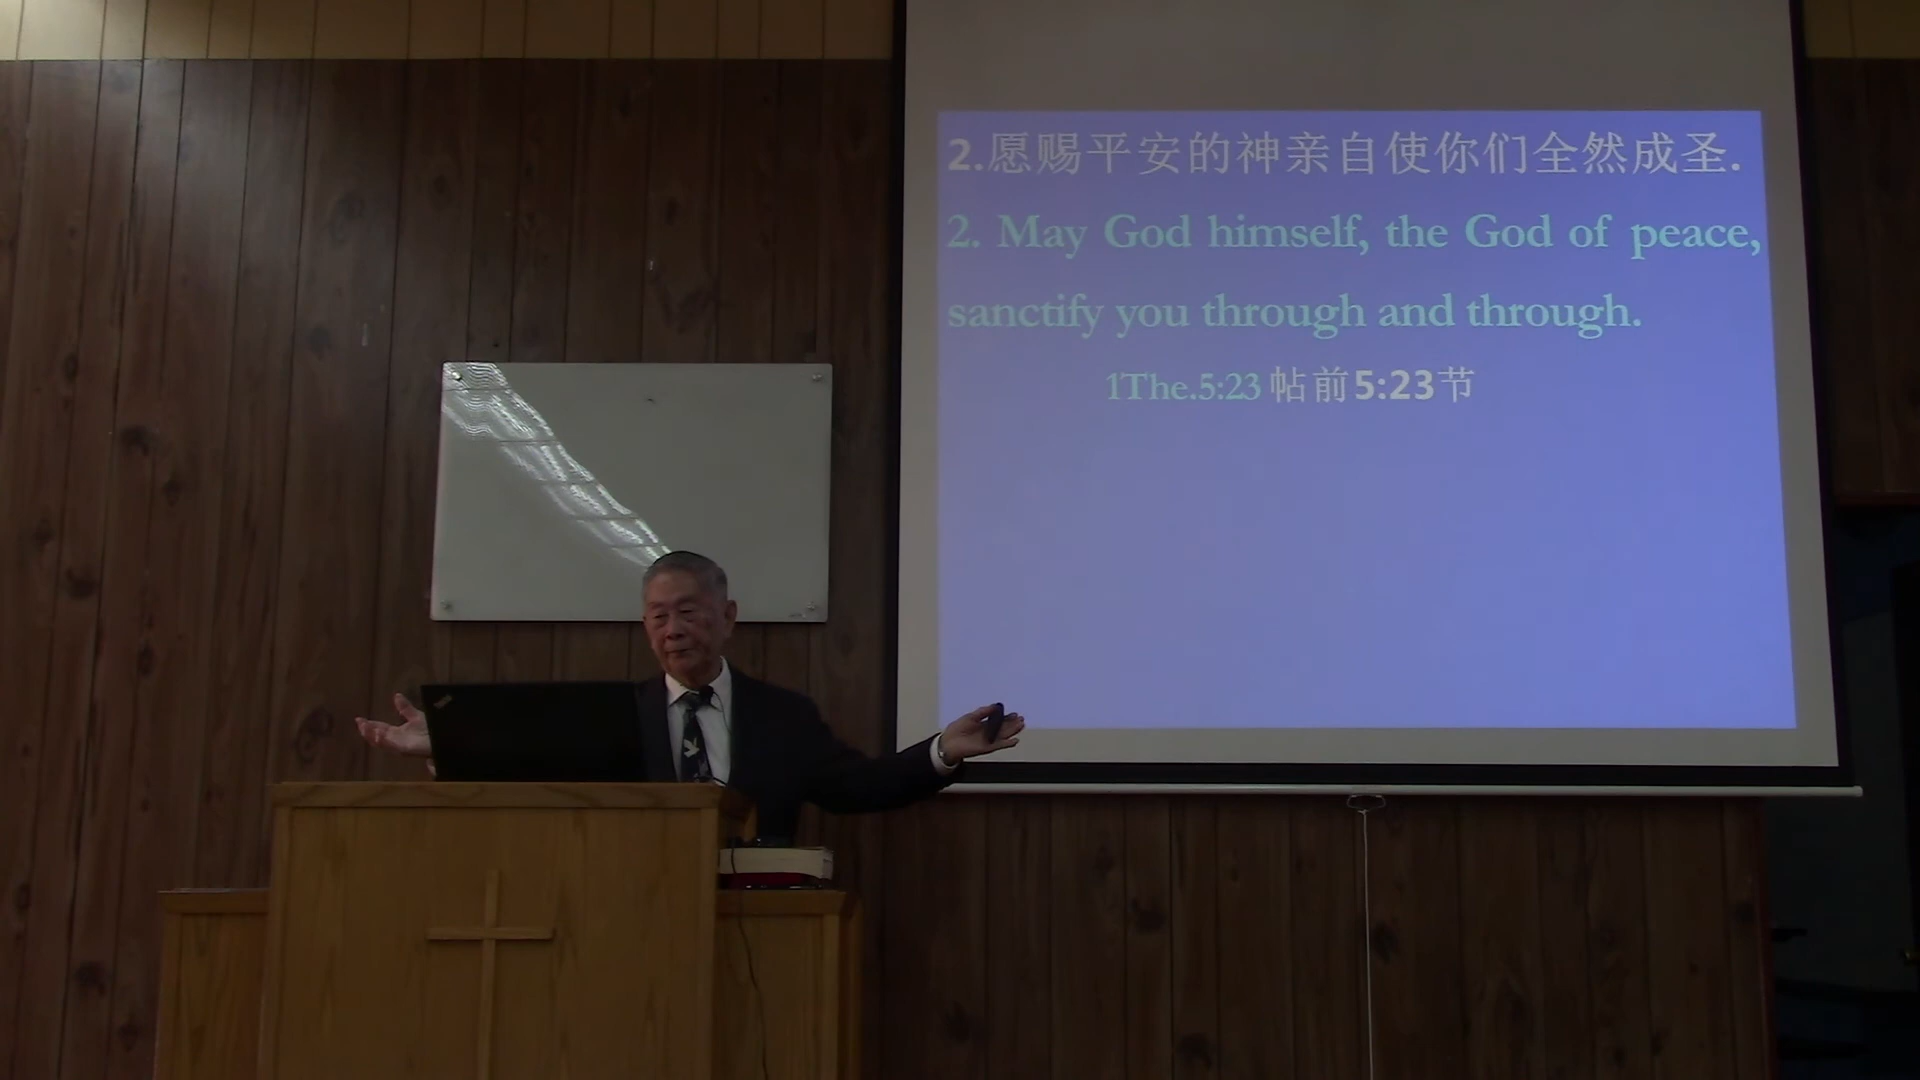 2.愿赐平安的神亲自使你们全然成圣.
2. May God himself, the God of peace,
sanctify you through and through.
1The.5:23 帖前5:23节